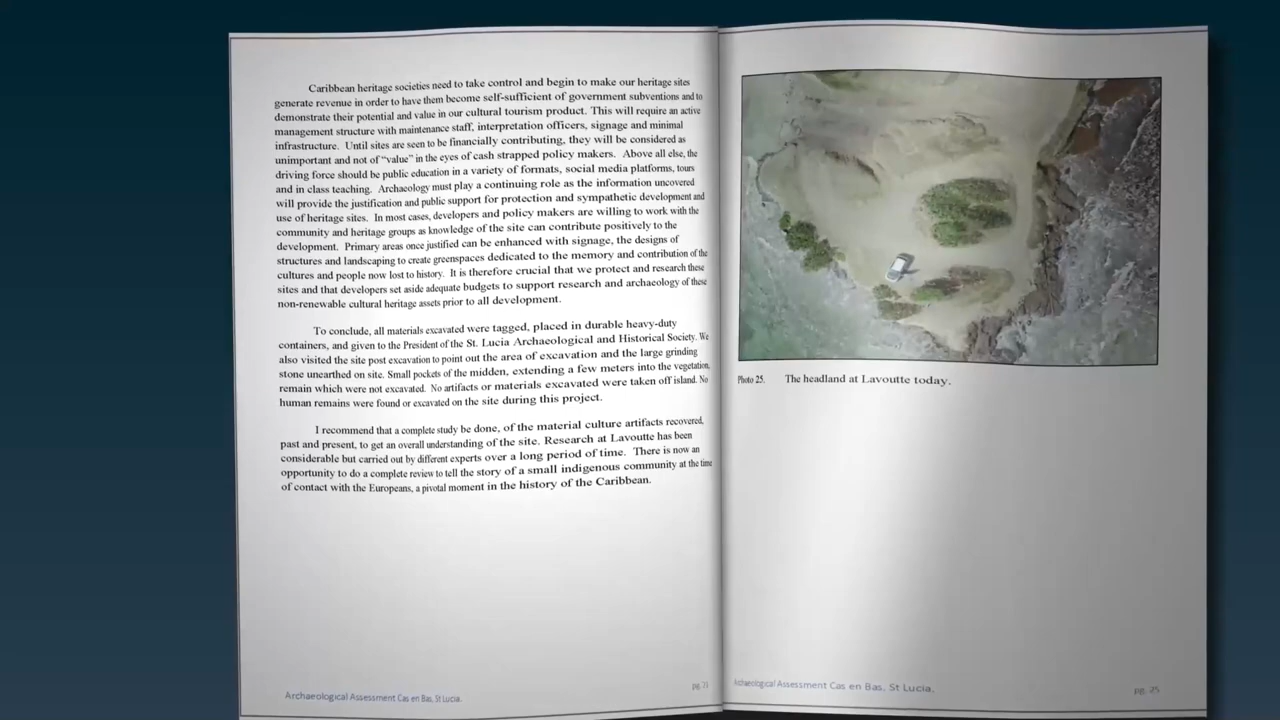 Caribbean heritage societies need to take control and begin to make our heritage sites
generate revenue in order to have them become self-sufficient of government subventions and to
demonstrate their potential and value in our cultural tourism product. This will require an active
management structure with maintenance staff, interpretation officers, signage and minimal
infrastructure. Until sites are seen to be financially contributing, they will be considered as
unimportant and not of “value” in the eyes of cash strapped policy makers. Above all else, the
driving force should be public education in a variety of formats, social media platforms, tours
and in class teaching. Archaeology must play a continuing role as the information uncovered
will provide the justification and public support for protection and sympathetic development and
use of heritage sites. In most cases, developers and policy makers are willing to work with the
community and heritage groups as knowledge of the site can contribute positively to the
development. Primary areas once justified can be enhanced with signage, the designs of
structures and landscaping to create greenspaces dedicated to the memory and contribution of the
cultures and people now lost to history. It is therefore crucial that we protect and research these
sites and that developers set aside adequate budgets to support research and archaeology of these
non-renewable cultural heritage assets prior to all development.
To conclude, all materials excavated were tagged, placed in durable heavy-duty
containers, and given to the President of the St. Lucia Archaeological and Historical Society. We
also visited the site post excavation to point out the area of excavation and the large grinding
stone unearthed on site. Small pockets of the midden, extending a few meters into the vegetation,
remain which were not excavated. No artifacts or materials excavated were taken off island. No
human remains were found or excavated on the site during this project.
I recommend that a complete study be done, of the material culture artifacts recovered,
past and present, to get an overall understanding of the site. Research at Lavoutte has been
considerable but carried out by different experts over a long period of time. There is now an
opportunity to do a complete review to tell the story of a small indigenous community at the time
of contact with the Europeans, a pivotal moment in the history of the Caribbean.
Archaeological Assessment Cas en Bas, St Lucia.
pg.
Photo 25. The headland at Lavoutte today.
Archaeological Assessment Cas en Bas, St Lucia.
pg. 25